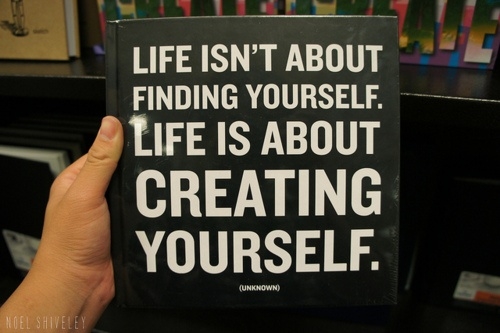 LIFE ISN'T ABOUT
FINDING YOURSELF.
LIFE IS ABOUT
CREATING
YOURSELF.
(UNKNOWN)
NOEL SHIVELEY